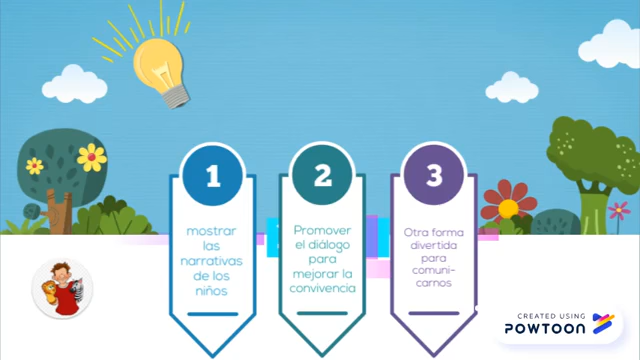 1
mostrar
las
narrativas
de los
niños
2
Promover
el diálogo
para
mejorar la
convivencia
3
Otra forma
divertida
para
comuni-
carnos
CREATED USING
POWTOON